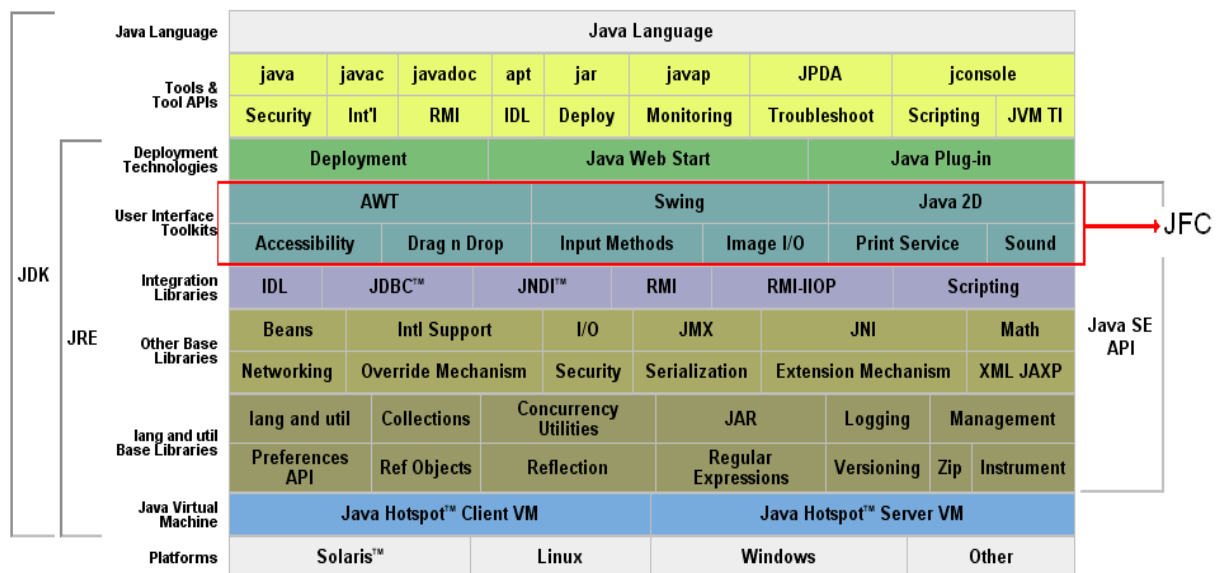 Java Language Java Language
Tools &
Tool APIs
java javac javadoc apt jar javap JPDA jconsole
Security Int'l RMI IDL Deploy Monitoring Troubleshoot Scripting JVM TI
Deployment
Technologies
Deployment Java Web Start Java Plug-in
User Interface
Toolkits
AWT Swing Java 2D
JFC
Accessibility Drag n Drop Input Methods Image I/O Print Service Sound
JDK
Integration
Libraries
IDL JDBC™ JNDI™ RMI RMI-IIOP Scripting
JRE
Other Base
Libraries
Beans Intl Support I/O JMX JNI Math
Java SE
API
Networking Override Mechanism Security Serialization Extension Mechanism XML JAXP
lang and util
Base Libraries
lang and util Collections Concurrency
Utilities JAR Logging Management
Preferences
API Ref Objects Reflection Regular
Expressions Versioning Zip Instrument
Java Virtual
Machine
Java Hotspot™ Client VM Java Hotspot™ Server VM
Platforms Solaris™ Linux Windows Other